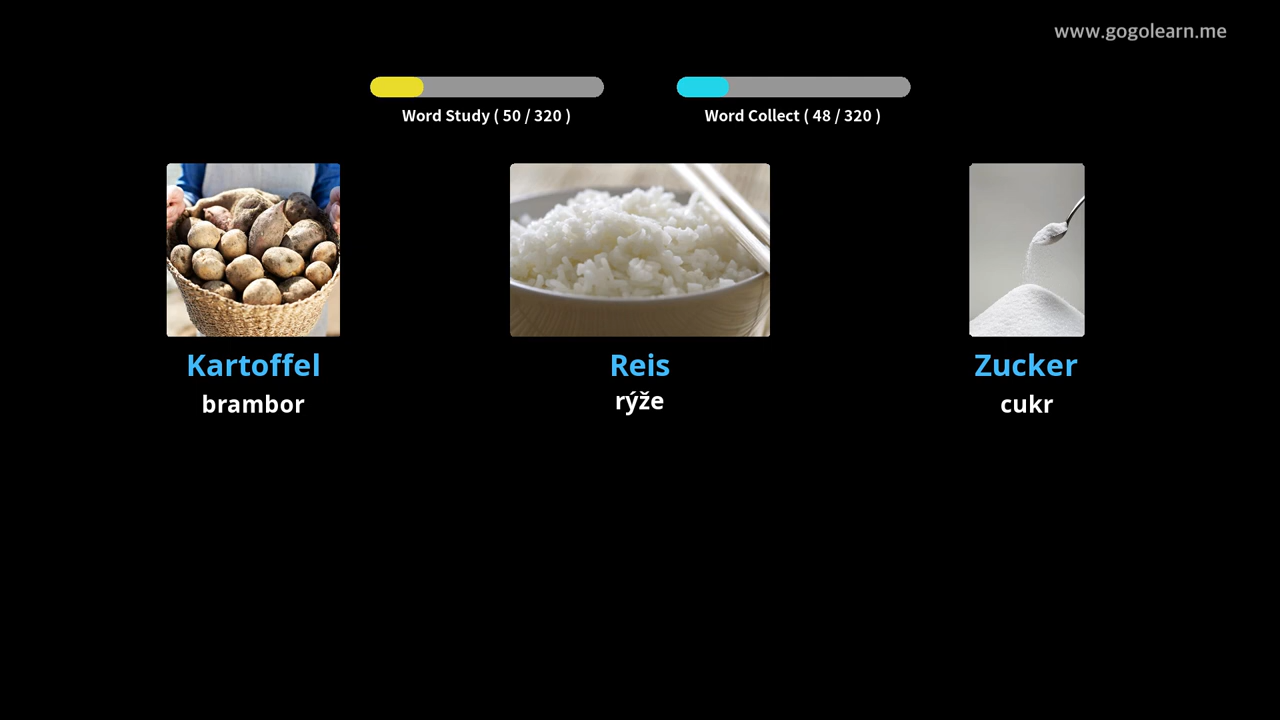 www.gogolearn.me
Word Study ( 50 / 320 )
Word Collect ( 48 / 320 )
Kartoffel
brambor
Reis
rýže
Zucker
cukr